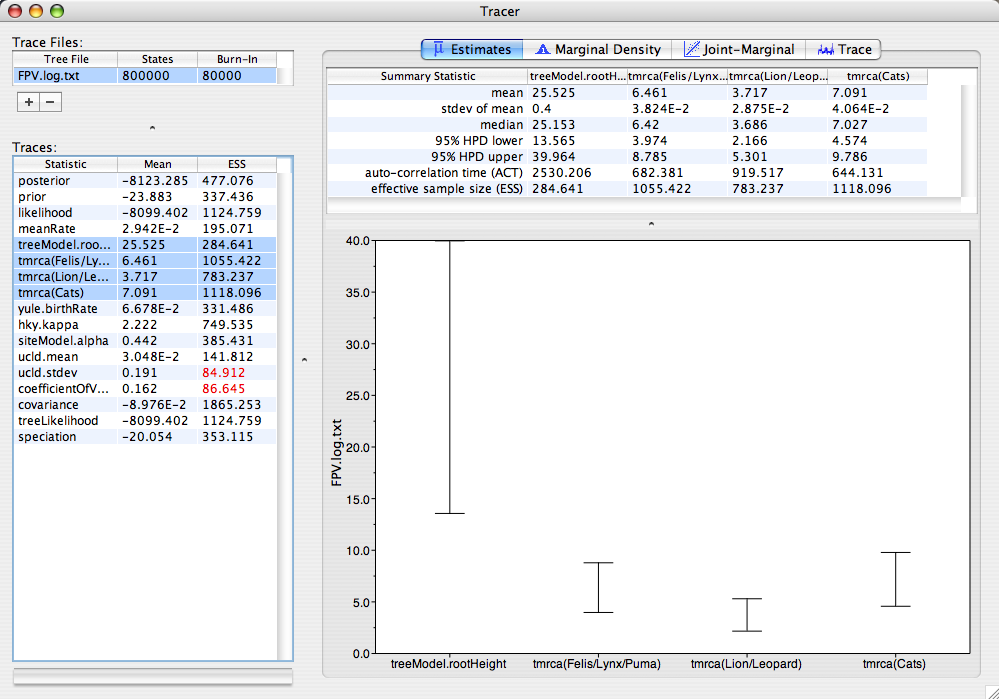 Tracer
Trace Files:
Tree File States Burn-In
FPV.log.txt 800000 80000
+ −
Traces:
Statistic Mean ESS
posterior -8123.285 477.076
prior -23.883 337.436
likelihood -8099.402 1124.759
meanRate 2.942E-2 195.071
treeModel.roo... 25.525 284.641
tmrca(Felis/Ly... 6.461 1055.422
tmrca(Lion/Le... 3.717 783.237
tmrca(Cats) 7.091 1118.096
yule.birthRate 6.678E-2 331.486
hky.kappa 2.222 749.535
siteModel.alpha 0.442 385.431
ucld.mean 3.048E-2 141.812
ucld.stdev 0.191 84.912
coefficientOfV... 0.162 86.645
covariance -8.976E-2 1865.253
treeLikelihood -8099.402 1124.759
speciation -20.054 353.115
Estimates Marginal Density Joint-Marginal Trace
Summary Statistic treeModel.rootH... tmrca(Felis/Lynx... tmrca(Lion/Leop... tmrca(Cats)
mean 25.525 6.461 3.717 7.091
stdev of mean 0.4 3.824E-2 2.875E-2 4.064E-2
median 25.153 6.42 3.686 7.027
95% HPD lower 13.565 3.974 2.166 4.574
95% HPD upper 39.964 8.785 5.301 9.786
auto-correlation time (ACT) 2530.206 682.381 919.517 644.131
effective sample size (ESS) 284.641 1055.422 783.237 1118.096
40.0
35.0
30.0
25.0
20.0
15.0
10.0
5.0
0.0
FPV.log.txt
treeModel.rootHeight tmrca(Felis/Lynx/Puma) tmrca(Lion/Leopard) tmrca(Cats)